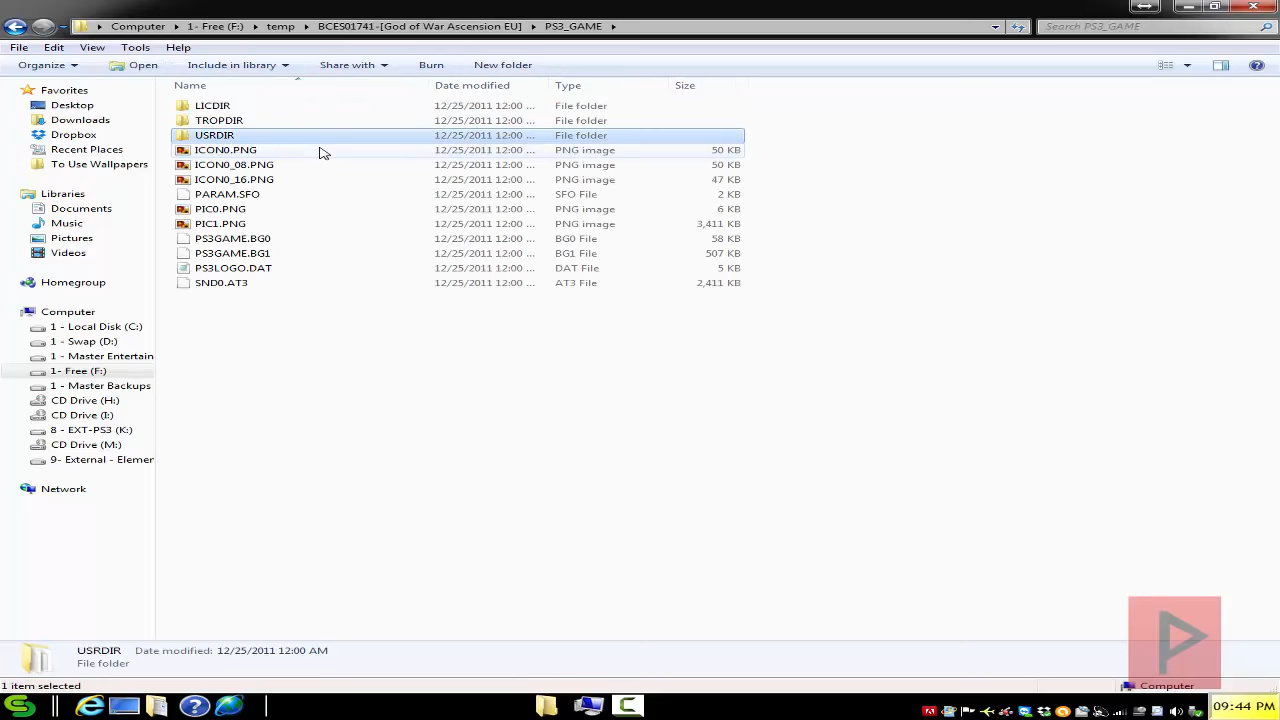 Computer ▸ 1- Free (F:) ▸ temp ▸ BCES01741-[God of War Ascension EU] ▸ PS3_GAME ▸
Search PS3_GAME
File Edit View Tools Help
Organize Open Include in library Share with Burn New folder
Name Date modified Type Size
Favorites
Desktop
Downloads
Dropbox
Recent Places
To Use Wallpapers
Libraries
Documents
Music
Pictures
Videos
Homegroup
Computer
1 - Local Disk (C:)
1 - Swap (D:)
1 - Master Entertain
1- Free (F:)
1 - Master Backups
CD Drive (H:)
CD Drive (I:)
8 - EXT-PS3 (K:)
CD Drive (M:)
9- External - Elemer
Network
LICDIR 12/25/2011 12:00 ... File folder
TROPDIR 12/25/2011 12:00 ... File folder
USRDIR 12/25/2011 12:00 ... File folder
ICON0.PNG 12/25/2011 12:00 ... PNG image 50 KB
ICON0_08.PNG 12/25/2011 12:00 ... PNG image 50 KB
ICON0_16.PNG 12/25/2011 12:00 ... PNG image 47 KB
PARAM.SFO 12/25/2011 12:00 ... SFO File 2 KB
PIC0.PNG 12/25/2011 12:00 ... PNG image 6 KB
PIC1.PNG 12/25/2011 12:00 ... PNG image 3,411 KB
PS3GAME.BG0 12/25/2011 12:00 ... BG0 File 58 KB
PS3GAME.BG1 12/25/2011 12:00 ... BG1 File 507 KB
PS3LOGO.DAT 12/25/2011 12:00 ... DAT File 5 KB
SND0.AT3 12/25/2011 12:00 ... AT3 File 2,411 KB
USRDIR Date modified: 12/25/2011 12:00 AM
File folder
1 item selected
Computer
09:44 PM